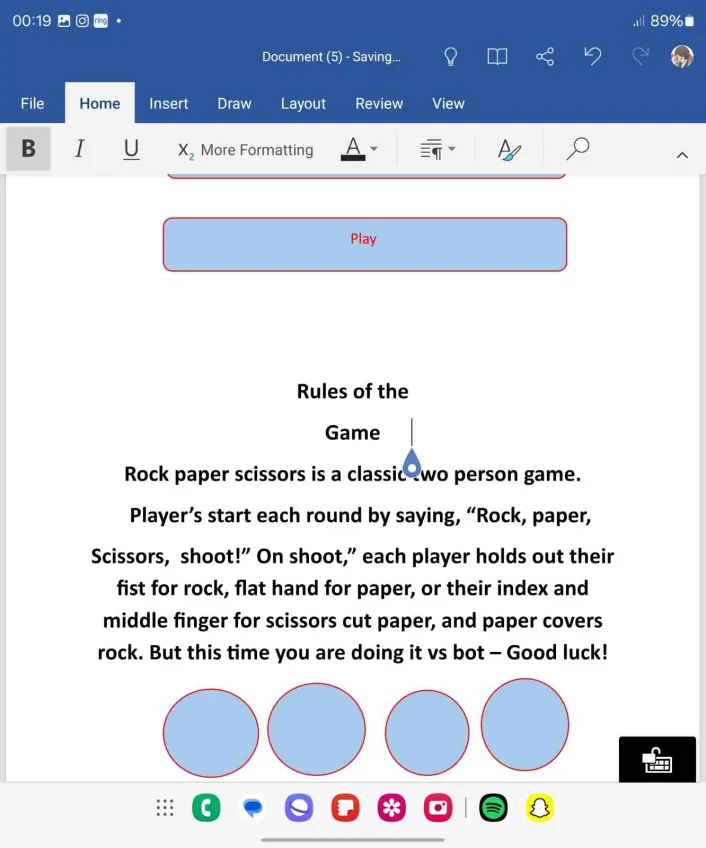 00:19 ring 89%
Document (5) - Saving...
File Home Insert Draw Layout Review View
B I U X2 More Formatting A
Play
Rules of the
Game
Rock paper scissors is a classic two person game.
Player’s start each round by saying, “Rock, paper,
Scissors,  shoot!” On shoot,” each player holds out their
fist for rock, flat hand for paper, or their index and
middle finger for scissors cut paper, and paper covers
rock. But this time you are doing it vs bot – Good luck!